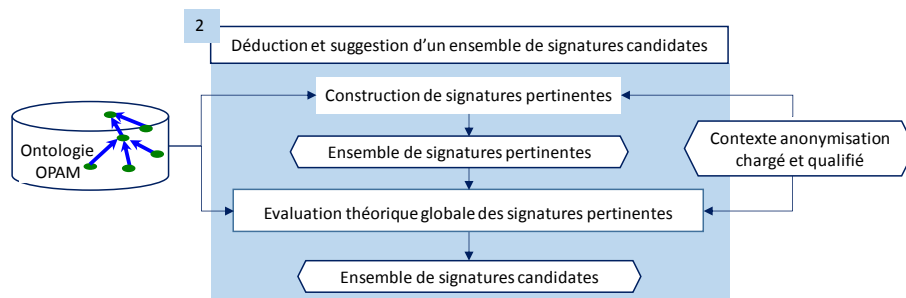 2
Déduction et suggestion d'un ensemble de signatures candidates
Construction de signatures pertinentes
Ontologie
OPAM
Ensemble de signatures pertinentes
Contexte anonymisation
chargé et qualifié
Evaluation théorique globale des signatures pertinentes
Ensemble de signatures candidates